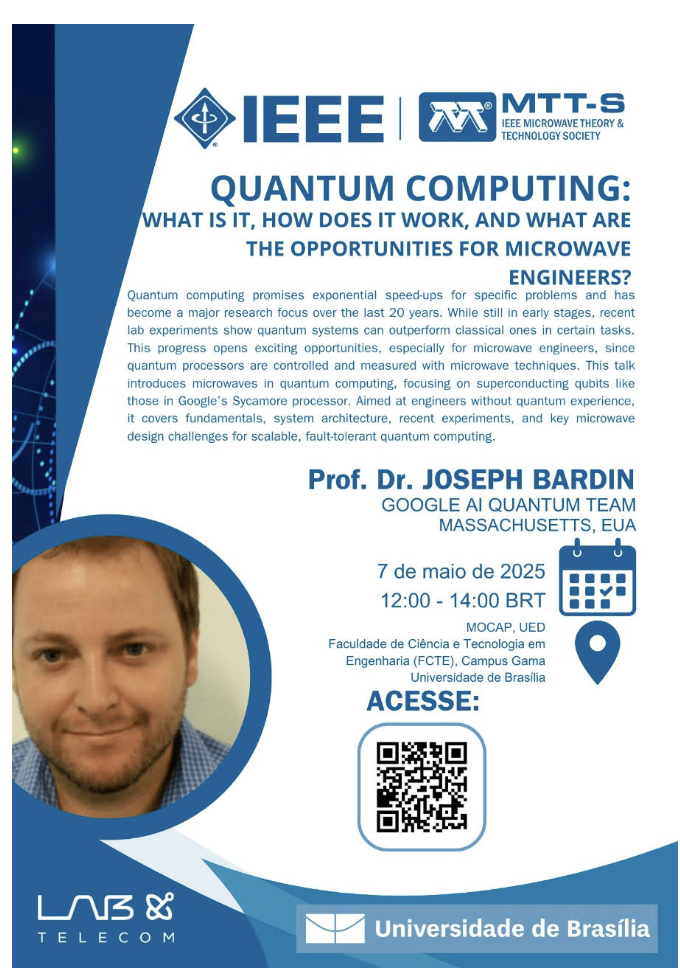 IEEE
MTT-S
IEEE MICROWAVE THEORY &
TECHNOLOGY SOCIETY
QUANTUM COMPUTING:
WHAT IS IT, HOW DOES IT WORK, AND WHAT ARE
THE OPPORTUNITIES FOR MICROWAVE
ENGINEERS?
Quantum computing promises exponential speed-ups for specific problems and has
become a major research focus over the last 20 years. While still in early stages, recent
lab experiments show quantum systems can outperform classical ones in certain tasks.
This progress opens exciting opportunities, especially for microwave engineers, since
quantum processors are controlled and measured with microwave techniques. This talk
introduces microwaves in quantum computing, focusing on superconducting qubits like
those in Google's Sycamore processor. Aimed at engineers without quantum experience,
it covers fundamentals, system architecture, recent experiments, and key microwave
design challenges for scalable, fault-tolerant quantum computing.
Prof. Dr. JOSEPH BARDIN
GOOGLE AI QUANTUM TEAM
MASSACHUSETTS, EUA
7 de maio de 2025
12:00 - 14:00 BRT
MOCAP, UED
Faculdade de Ciência e Tecnologia em
Engenharia (FCTE), Campus Gama
Universidade de Brasília
ACESSE:
LAB
TELECOM
Universidade de Brasília